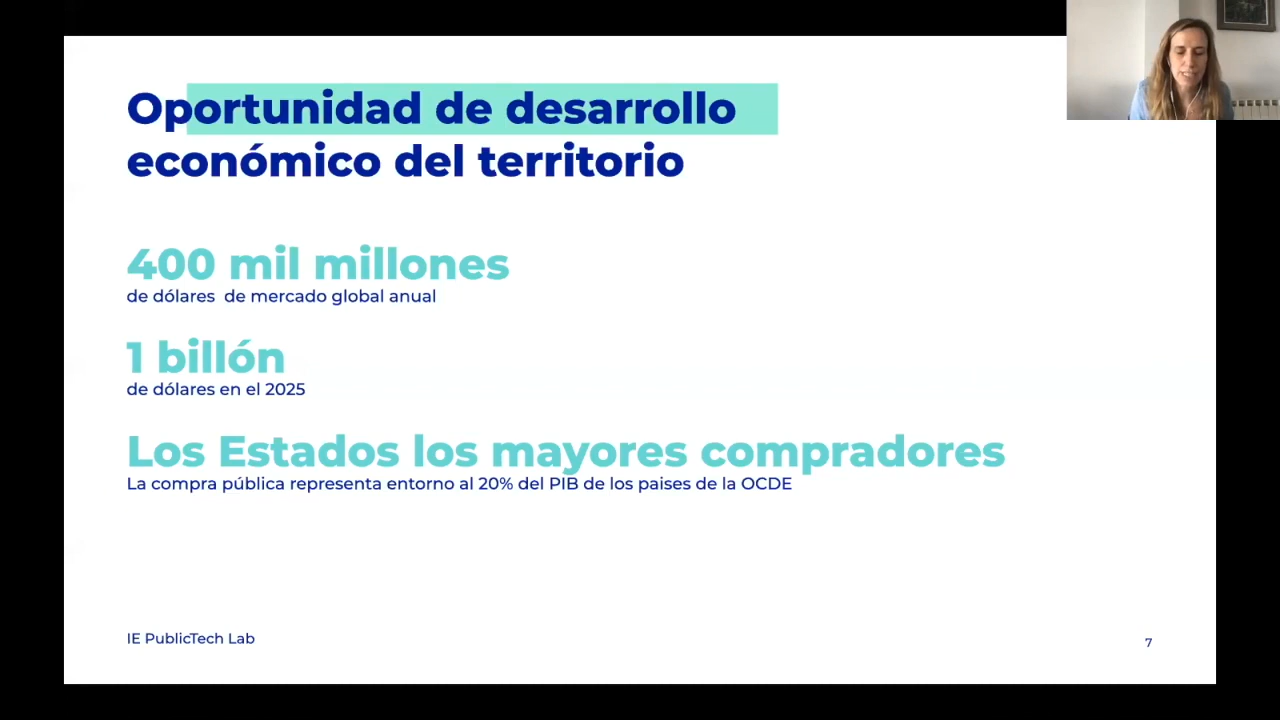 Oportunidad de desarrollo
económico del territorio
400 mil millones
de dólares  de mercado global anual
1 billón
de dólares en el 2025
Los Estados los mayores compradores
La compra pública representa entorno al 20% del PIB de los paises de la OCDE
IE PublicTech Lab
7